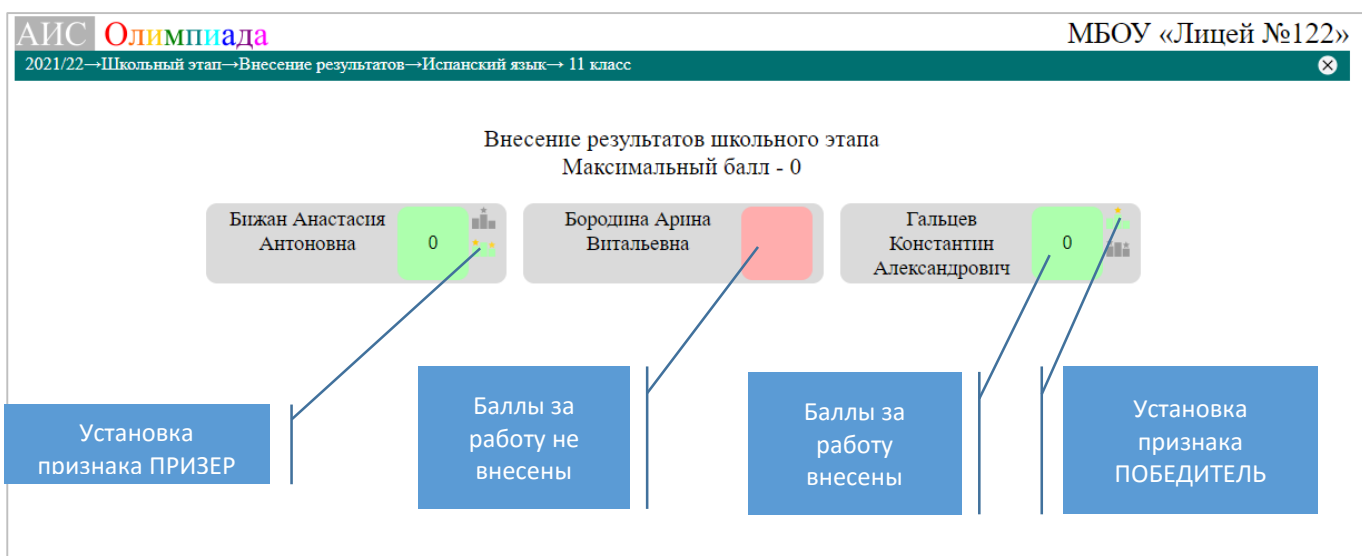 АИС Олимпиада
МБОУ «Лицей №122»
2021/22→Школьный этап→Внесение результатов→Испанский язык→ 11 класс
Внесение результатов школьного этапа
Максимальный балл - 0
Бижан Анастасия
Антоновна
0
Бородина Арина
Витальевна
Гальцев
Константин
Александрович
0
Установка
признака ПРИЗЕР
Баллы за
работу не
внесены
Баллы за
работу
внесены
Установка
признака
ПОБЕДИТЕЛЬ